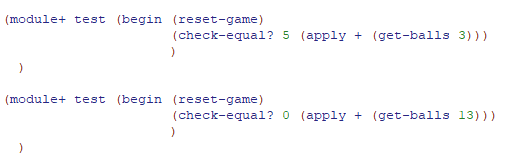 (module+ test (begin (reset-game)
(check-equal? 5 (apply + (get-balls 3)))
)
)
(module+ test (begin (reset-game)
(check-equal? 0 (apply + (get-balls 13)))
)
)